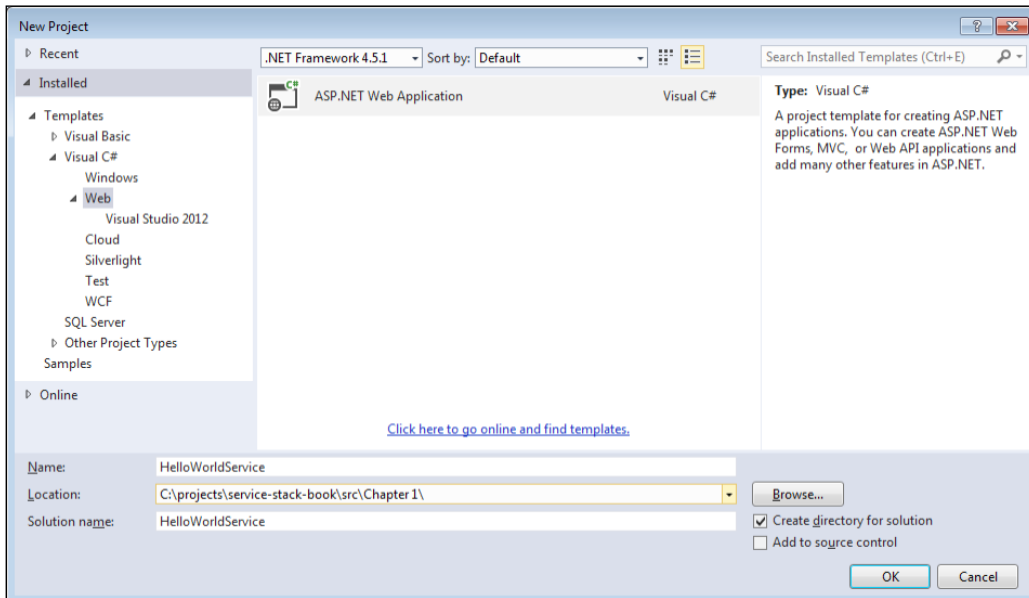 New Project
Recent
.NET Framework 4.5.1
Sort by: Default
Search Installed Templates (Ctrl+E)
Installed
Templates
Visual Basic
Visual C#
Windows
Web
Visual Studio 2012
Cloud
Silverlight
Test
WCF
SQL Server
Other Project Types
Samples
Online
C#
ASP.NET Web Application
Visual C#
Type: Visual C#
A project template for creating ASP.NET
applications. You can create ASP.NET Web
Forms, MVC, or Web API applications and
add many other features in ASP.NET.
Click here to go online and find templates.
Name: HelloWorldService
Location: C:\projects\service-stack-book\src\Chapter1\
Browse...
Solution name: HelloWorldService
Create directory for solution
Add to source control
OK
Cancel